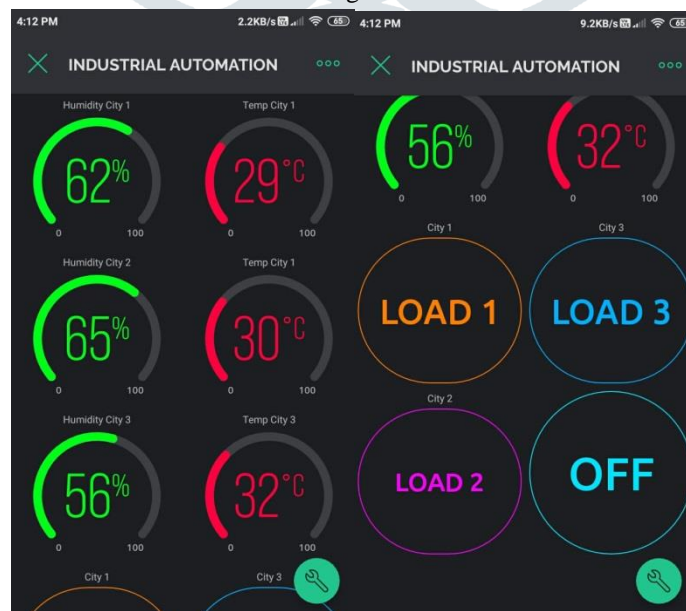 4:12 PM 2.2KB/s 65
INDUSTRIAL AUTOMATION
Humidity City 1 Temp City 1
62% 29°C
0 100 0 100
Humidity City 2 Temp City 1
65% 30°C
0 100 0 100
Humidity City 3 Temp City 3
56% 32°C
0 100 0 100
City 1 City 3
4:12 PM 9.2KB/s 65
INDUSTRIAL AUTOMATION
56% 32°C
0 100 0 100
City 1 City 3
LOAD 1 LOAD 3
City 2
LOAD 2 OFF